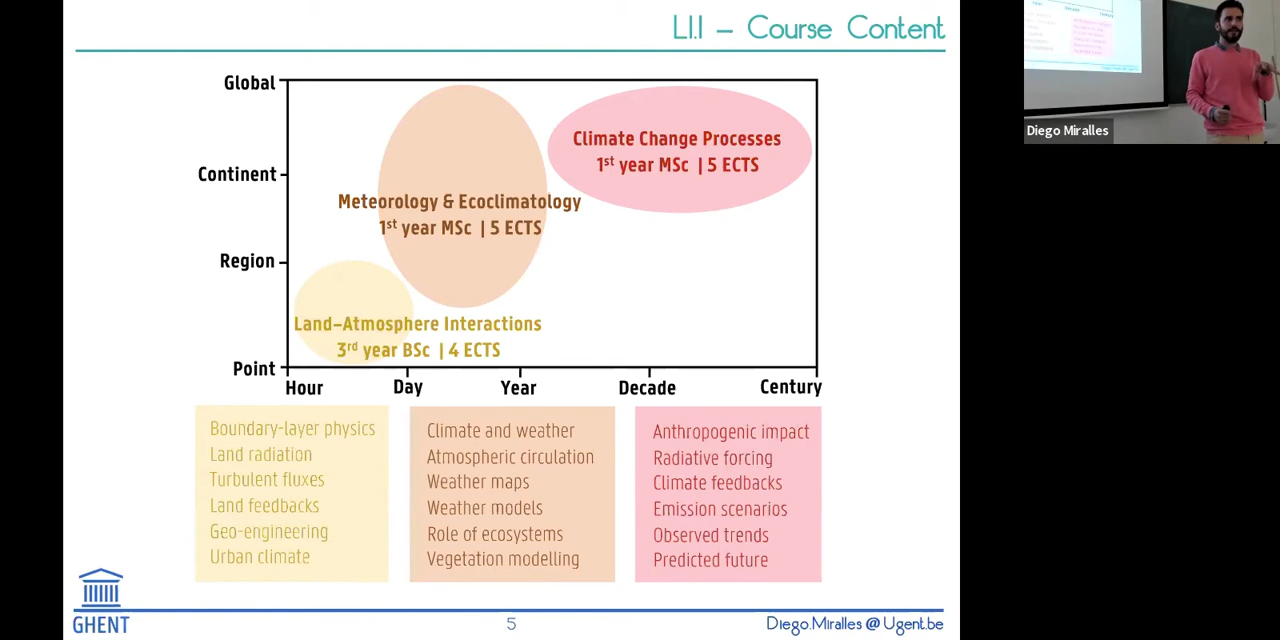 L1.1 – Course Content
Global
Continent
Region
Point
Climate Change Processes
1st year MSc | 5 ECTS
Meteorology & Ecoclimatology
1st year MSc | 5 ECTS
Land-Atmosphere Interactions
3rd year BSc | 4 ECTS
Hour Day Year Decade Century
Boundary-layer physics
Land radiation
Turbulent fluxes
Land feedbacks
Geo-engineering
Urban climate
Climate and weather
Atmospheric circulation
Weather maps
Weather models
Role of ecosystems
Vegetation modelling
Anthropogenic impact
Radiative forcing
Climate feedbacks
Emission scenarios
Observed trends
Predicted future
GHENT
5
Diego.Miralles @ Ugent.be
Diego Miralles